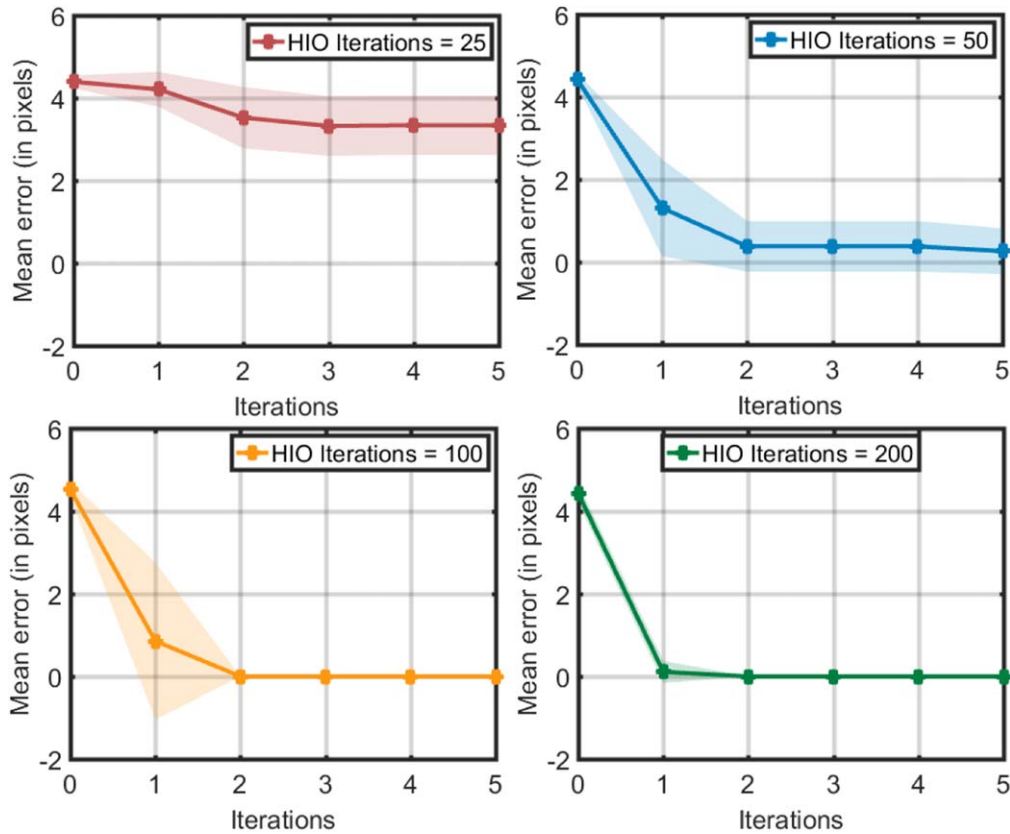 HIO Iterations = 25
Mean error (in pixels)
6
4
2
0
-2
0 1 2 3 4 5
Iterations
HIO Iterations = 50
Mean error (in pixels)
6
4
2
0
-2
0 1 2 3 4 5
Iterations
HIO Iterations = 100
Mean error (in pixels)
6
4
2
0
-2
0 1 2 3 4 5
Iterations
HIO Iterations = 200
Mean error (in pixels)
6
4
2
0
-2
0 1 2 3 4 5
Iterations